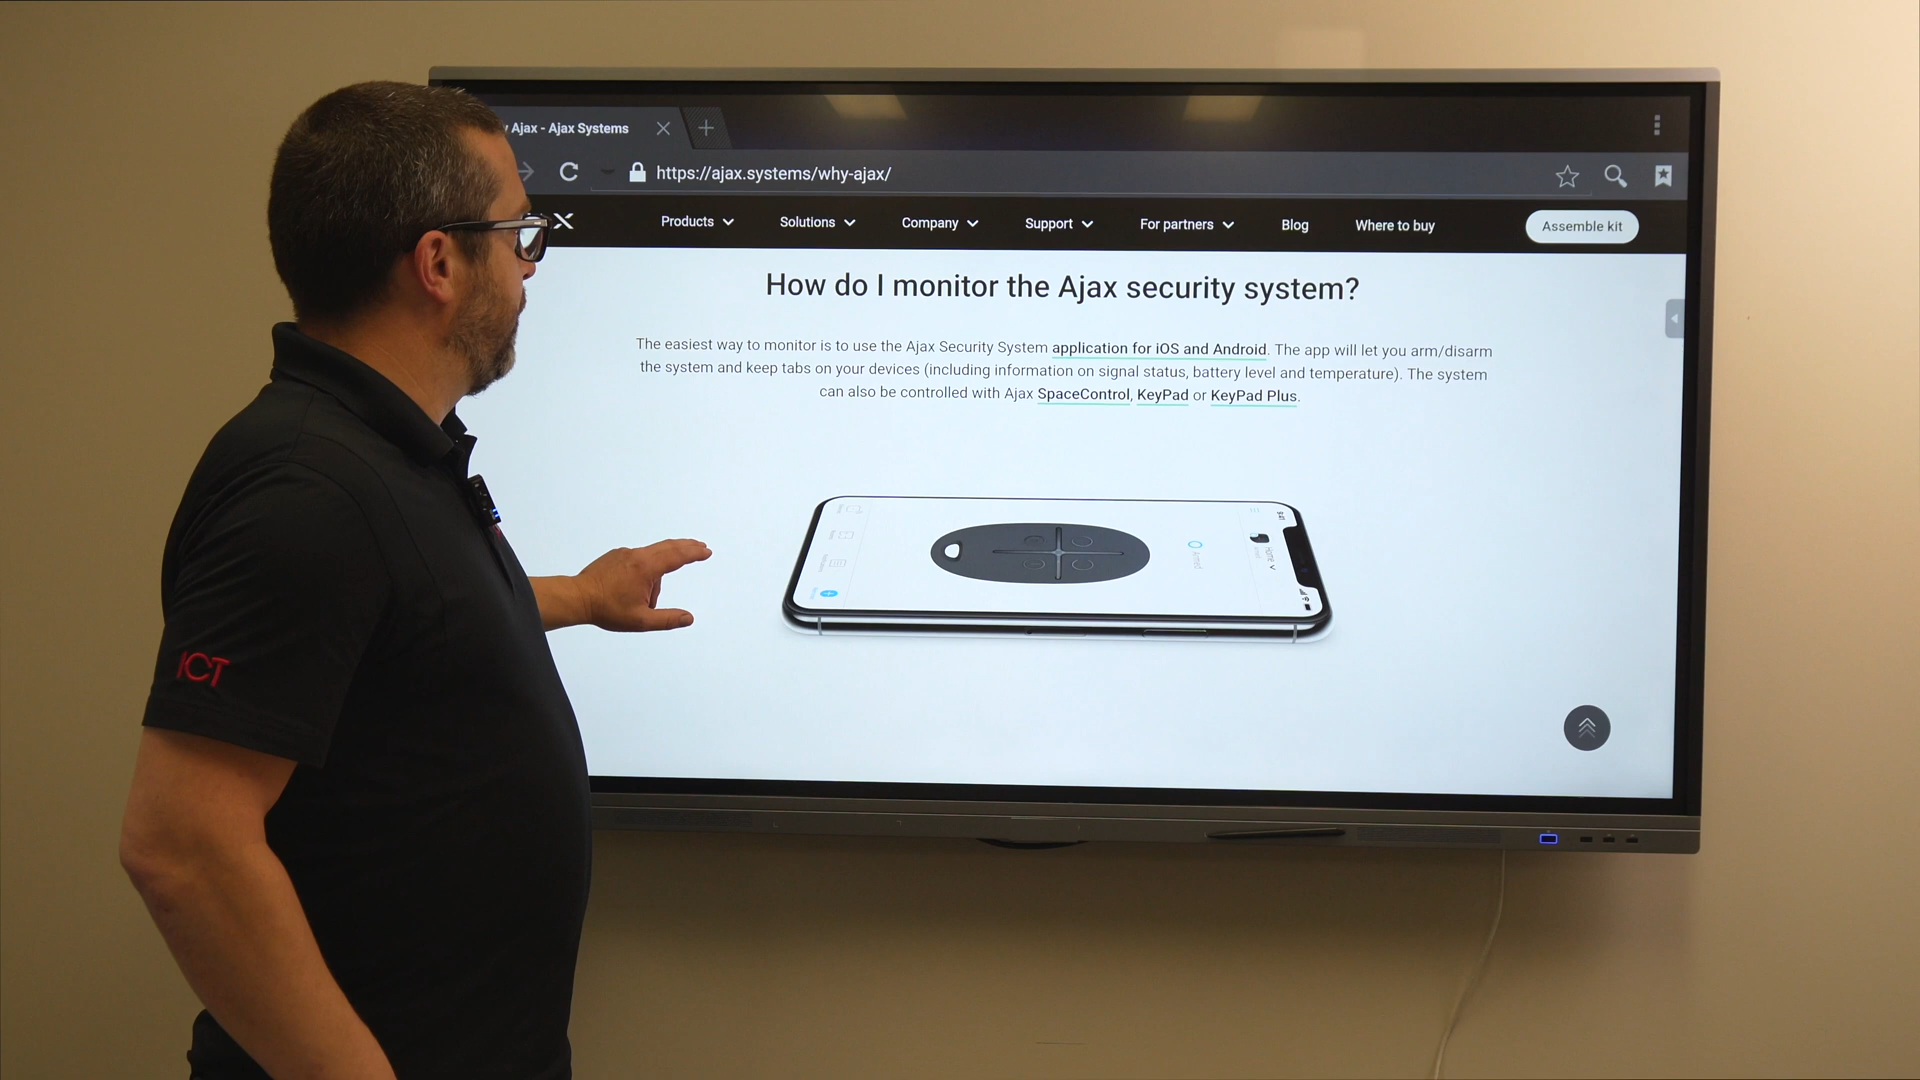 Ajax - Ajax Systems
https://ajax.systems/why-ajax/
X Products Solutions Company Support For partners Blog Where to buy Assemble kit
How do I monitor the Ajax security system?
The easiest way to monitor is to use the Ajax Security System application for iOS and Android. The app will let you arm/disarm
the system and keep tabs on your devices (including information on signal status, battery level and temperature). The system
can also be controlled with Ajax SpaceControl, KeyPad or KeyPad Plus.
Home
Armed
ICT